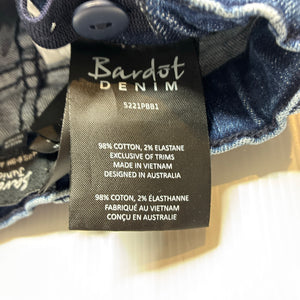 Bardot
DENIM
5221PBB1
98% COTTON, 2% ELASTANE
EXCLUSIVE OF TRIMS
MADE IN VIETNAM
DESIGNED IN AUSTRALIA
98% COTTON, 2% ÉLASTHANNE
FABRIQUÉ AU VIETNAM
CONÇU EN AUSTRALIE